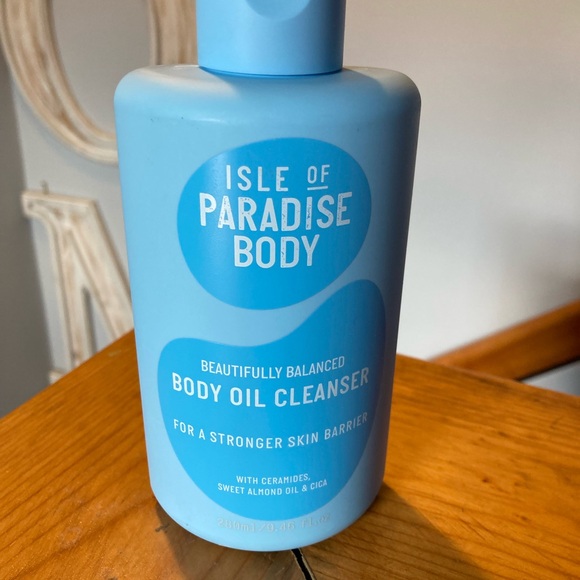 ISLE OF
PARADISE
BODY
BEAUTIFULLY BALANCED
BODY OIL CLEANSER
FOR A STRONGER SKIN BARRIER
WITH CERAMIDES,
SWEET ALMOND OIL & CICA